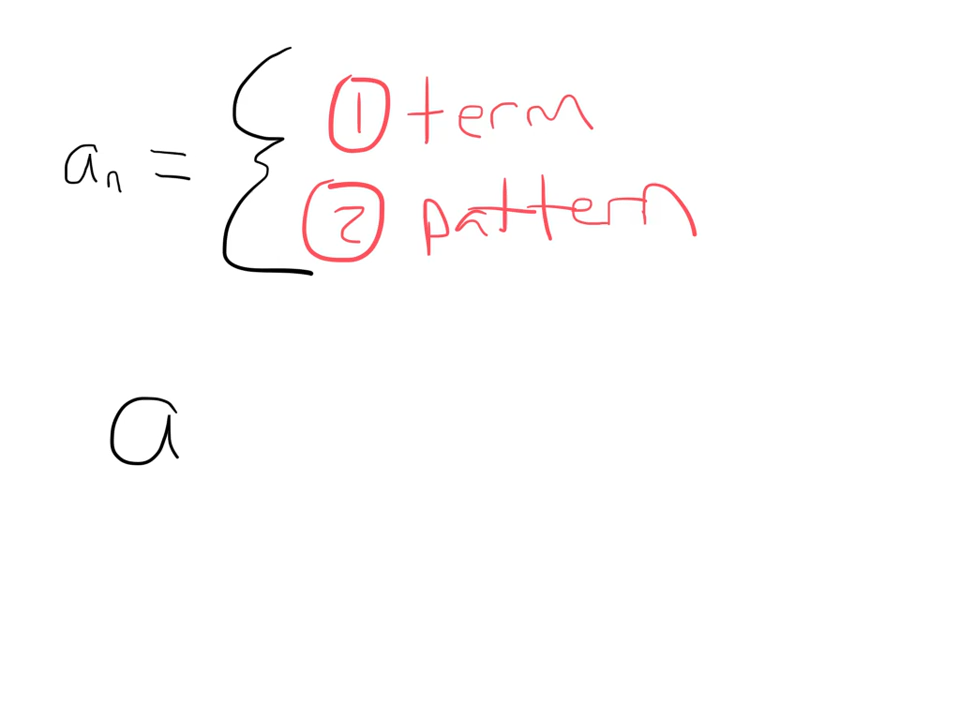 aₙ = { ① term
② pattern
a